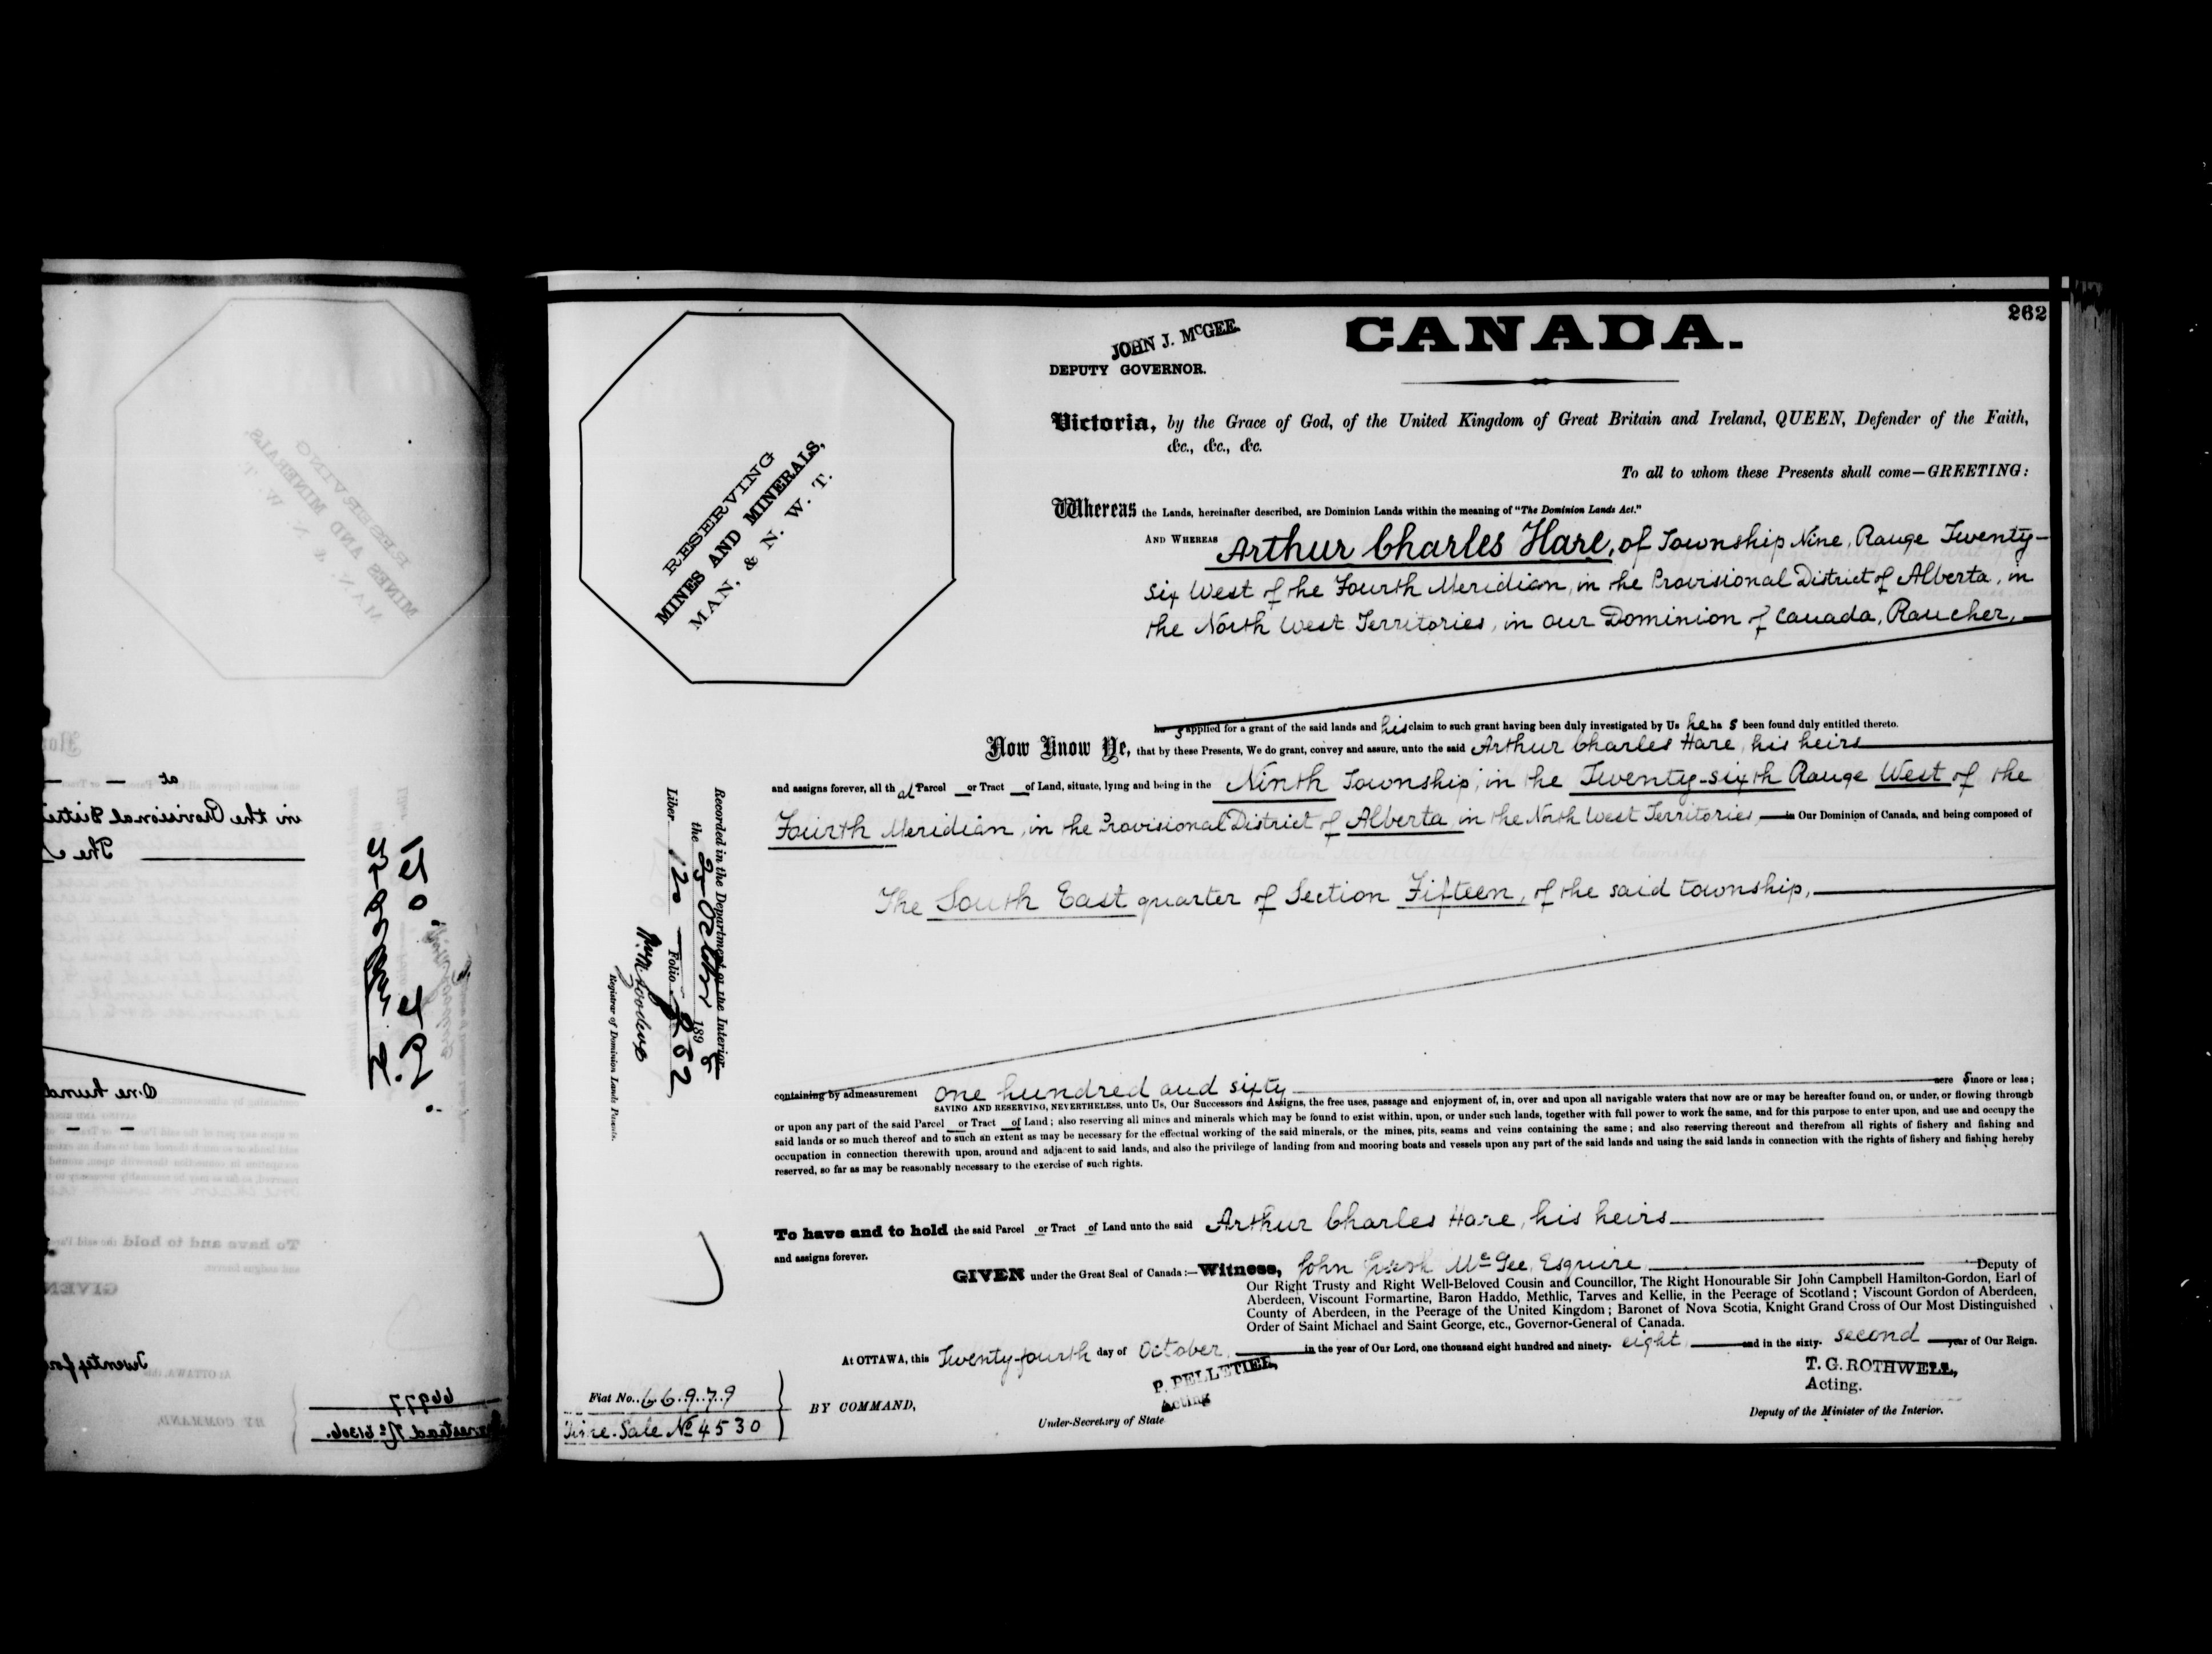 262
CANADA.
JOHN J. McGEE.
DEPUTY GOVERNOR.
RESERVING
MINES AND MINERALS,
MAN. & N. W. T.
Victoria, by the Grace of God, of the United Kingdom of Great Britain and Ireland, QUEEN, Defender of the Faith,
&c., &c., &c.
To all to whom these Presents shall come—GREETING:
Whereas the Lands, hereinafter described, are Dominion Lands within the meaning of "The Dominion Lands Act."
AND WHEREAS Arthur Charles Hare, of Township Nine, Range Twenty-
six West of the Fourth Meridian, in the Provisional District of Alberta, in
the North West Territories, in our Dominion of Canada, Rancher,
ha s applied for a grant of the said lands and his claim to such grant having been duly investigated by Us he ha s been found duly entitled thereto.
Now Know Ye, that by these Presents, We do grant, convey and assure, unto the said Arthur Charles Hare, his heirs
and assigns forever, all th at Parcel or Tract of Land, situate, lying and being in the Ninth Township, in the Twenty-sixth Range West of the
Fourth Meridian, in the Provisional District of Alberta, in the North West Territories, in Our Dominion of Canada, and being composed of
The South East quarter of Section Fifteen, of the said township,
Recorded in the Department of the Interior
the 25 October 189 8
Liber 120 Folio 262
Registrar of Dominion Lands Patents.
containing by admeasurement one hundred and sixty acre s more or less;
SAVING AND RESERVING, NEVERTHELESS, unto Us, Our Successors and Assigns, the free uses, passage and enjoyment of, in, over and upon all navigable waters that now are or may be hereafter found on, or under, or flowing through
or upon any part of the said Parcel or Tract of Land; also reserving all mines and minerals which may be found to exist within, upon, or under such lands, together with full power to work the same, and for this purpose to enter upon, and use and occupy the
said lands or so much thereof and to such an extent as may be necessary for the effectual working of the said minerals, or the mines, pits, seams and veins containing the same; and also reserving thereout and therefrom all rights of fishery and fishing and
occupation in connection therewith upon, around and adjacent to said lands, and also the privilege of landing from and mooring boats and vessels upon any part of the said lands and using the said lands in connection with the rights of fishery and fishing hereby
reserved, so far as may be reasonably necessary to the exercise of such rights.
To have and to hold the said Parcel or Tract of Land unto the said Arthur Charles Hare, his heirs
and assigns forever.
GIVEN under the Great Seal of Canada:—Witness, John Joseph McGee, Esquire, Deputy of
Our Right Trusty and Right Well-Beloved Cousin and Councillor, The Right Honourable Sir John Campbell Hamilton-Gordon, Earl of
Aberdeen, Viscount Formartine, Baron Haddo, Methlic, Tarves and Kellie, in the Peerage of Scotland; Viscount Gordon of Aberdeen,
County of Aberdeen, in the Peerage of the United Kingdom; Baronet of Nova Scotia, Knight Grand Cross of Our Most Distinguished
Order of Saint Michael and Saint George, etc., Governor-General of Canada.
At OTTAWA, this Twenty-fourth day of October, in the year of Our Lord, one thousand eight hundred and ninety-eight, and in the sixty-second year of Our Reign.
Fiat No. 66979
Sale No 4530
BY COMMAND,
P. PELLETIER,
Acting
Under-Secretary of State
T. G. ROTHWELL,
Acting.
Deputy of the Minister of the Interior.